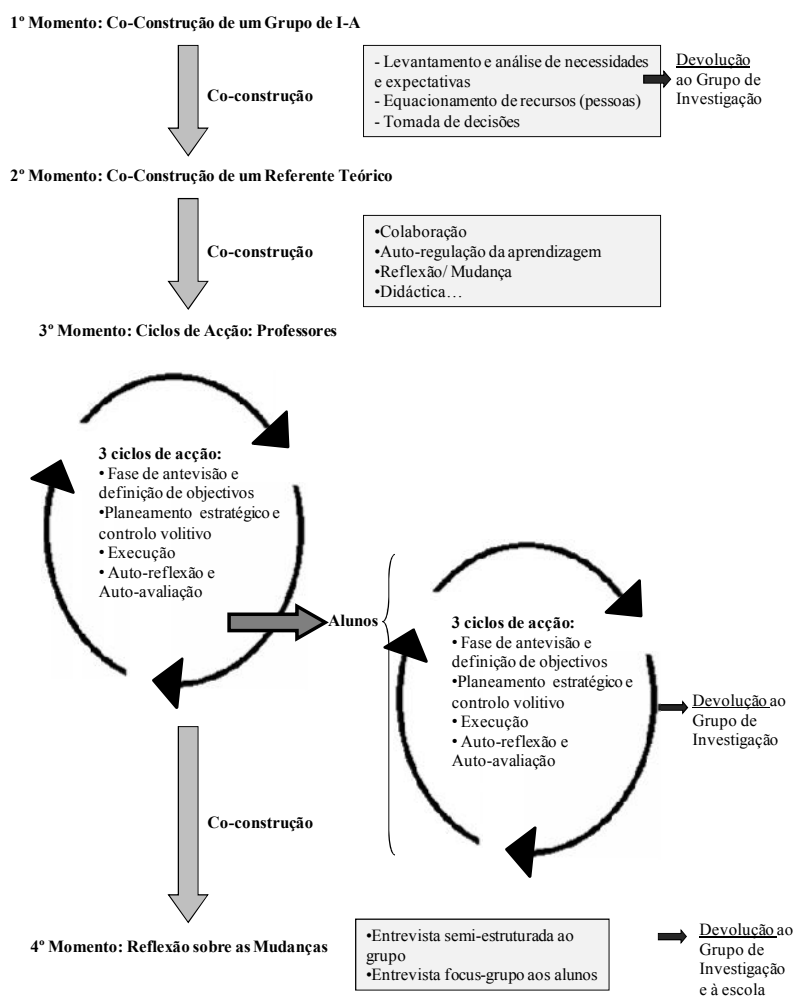 1º Momento: Co-Construção de um Grupo de I-A
Co-construção
- Levantamento e análise de necessidades
e expectativas
- Equacionamento de recursos (pessoas)
- Tomada de decisões
Devolução
ao Grupo de
Investigação
2º Momento: Co-Construção de um Referente Teórico
Co-construção
•Colaboração
•Auto-regulação da aprendizagem
•Reflexão/ Mudança
•Didáctica…
3º Momento: Ciclos de Acção: Professores
3 ciclos de acção:
• Fase de antevisão e
definição de objectivos
•Planeamento estratégico e
controlo volitivo
• Execução
• Auto-reflexão e
Auto-avaliação
Alunos
3 ciclos de acção:
• Fase de antevisão e
definição de objectivos
•Planeamento estratégico e
controlo volitivo
• Execução
• Auto-reflexão e
Auto-avaliação
Devolução ao
Grupo de
Investigação
Co-construção
4º Momento: Reflexão sobre as Mudanças
•Entrevista semi-estruturada ao
grupo
•Entrevista focus-grupo aos alunos
Devolução ao
Grupo de
Investigação
e à escola